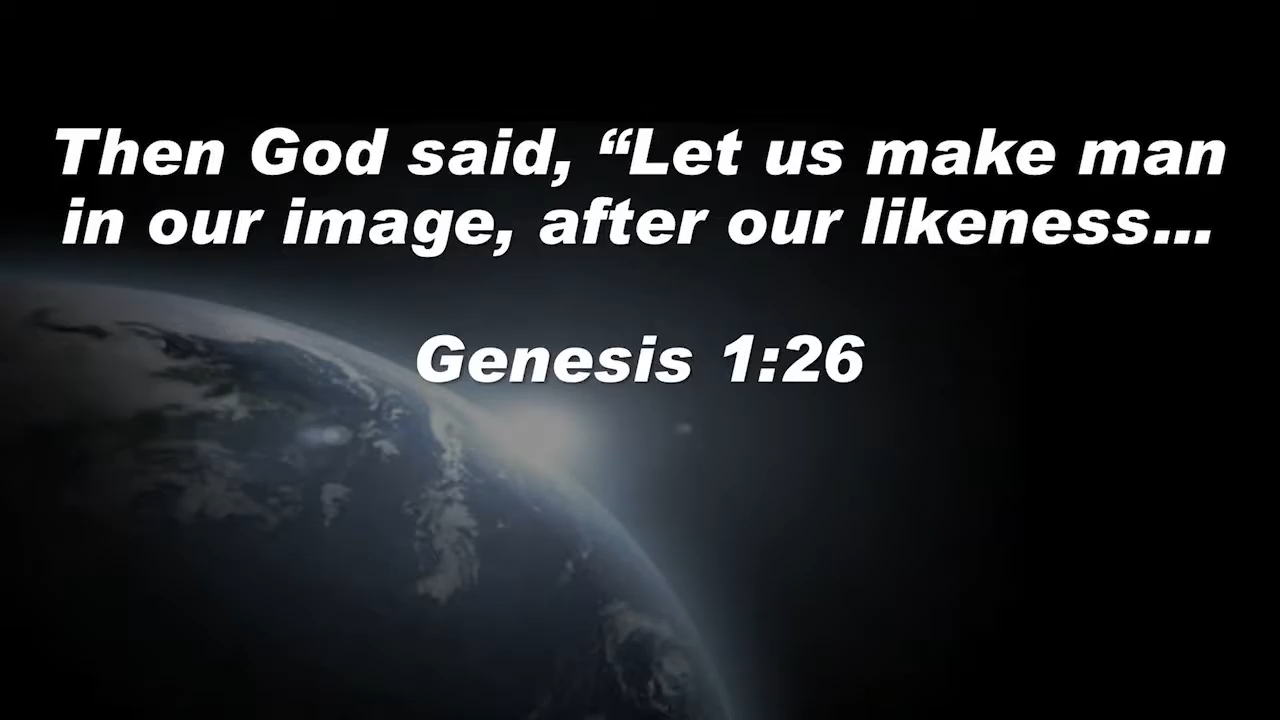 Then God said, “Let us make man
in our image, after our likeness...
Genesis 1:26